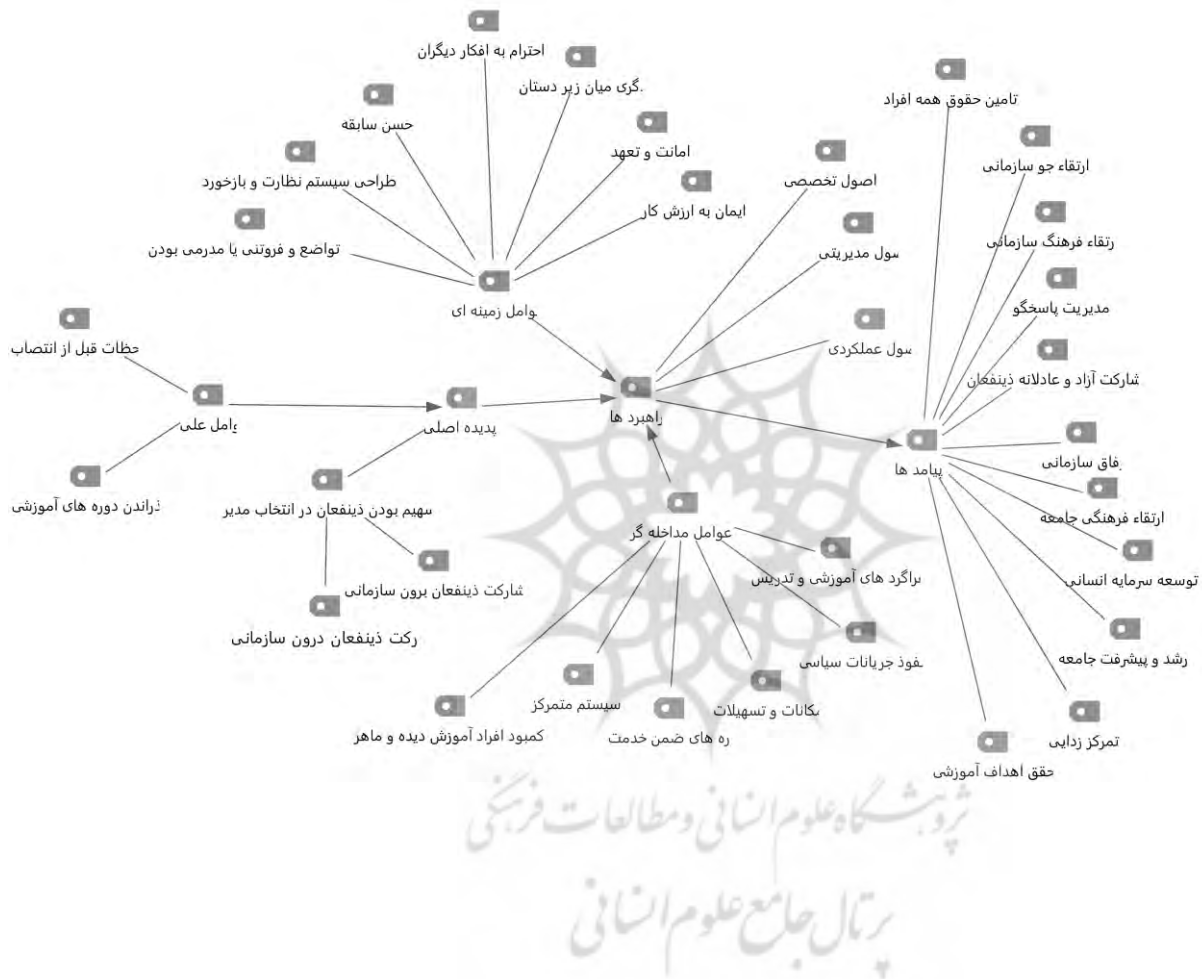 احترام به افکار دیگران
گری میان زیر دستان
تامین حقوق همه افراد
حسن سابقه
امانت و تعهد
ارتقاء جو سازمانی
طراحی سیستم نظارت و بازخورد
اصول تخصصی
ایمان به ارزش کار
رتقاء فرهنگ سازمانی
تواضع و فروتنی یا مدرمی بودن
سول مدیریتی
وامل زمینه ای
مدیریت پاسخگو
حظات قبل از انتصاب
سول عملکردی
شارکت آزاد و عادلانه ذینفعان
راهبرد ها
وامل علی
پدیده اصلی
فاق سازمانی
پیامد ها
ذراندن دوره های آموزشی
سهیم بودن ذینفعان در انتخاب مدیر
ارتقاء فرهنگی جامعه
عوامل مداخله گر
راگرد های آموزشی و تدریس
توسعه سرمایه انسانی
شارکت ذینفعان برون سازمانی
رکت ذینفعان درون سازمانی
فوذ جریانات سیاسی
رشد و پیشرفت جامعه
سیستم متمرکز
کانات و تسهیلات
کمبود افراد آموزش دیده و ماهر
ره های ضمن خدمت
تمرکز زدایی
حقق اهداف آموزشی
پژوهشگاه علوم انسانی و مطالعات فرهنگی
پرتال جامع علوم انسانی